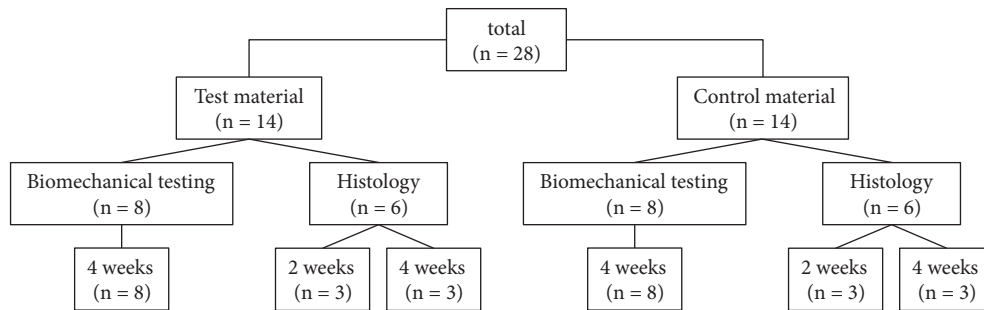 total
(n = 28)
Test material
(n = 14)
Control material
(n = 14)
Biomechanical testing
(n = 8)
Histology
(n = 6)
Biomechanical testing
(n = 8)
Histology
(n = 6)
4 weeks
(n = 8)
2 weeks
(n = 3)
4 weeks
(n = 3)
4 weeks
(n = 8)
2 weeks
(n = 3)
4 weeks
(n = 3)